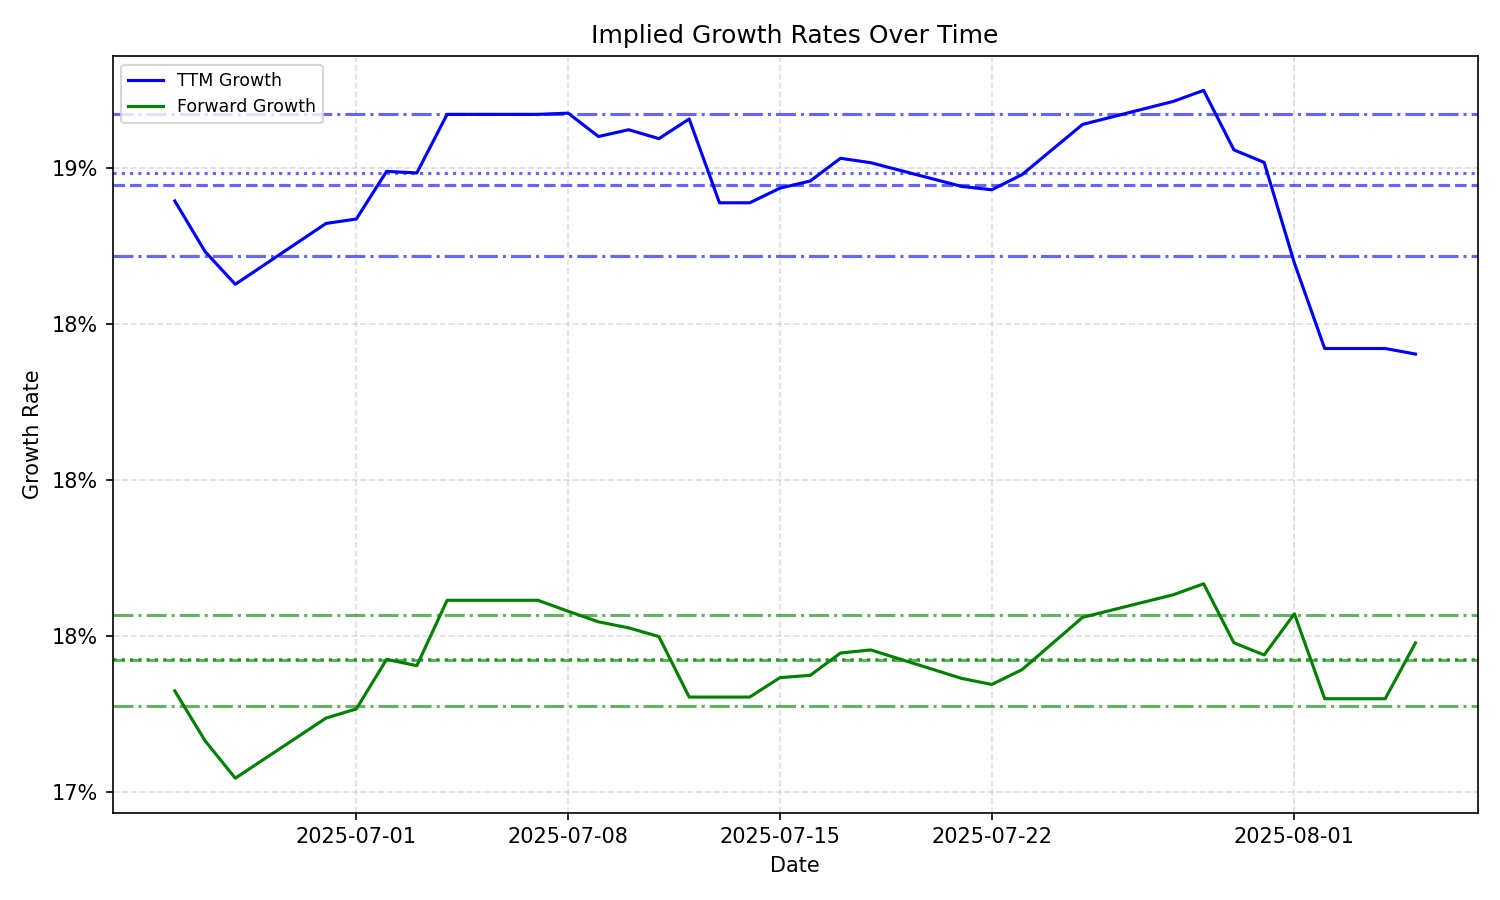 Implied Growth Rates Over Time
TTM Growth
Forward Growth
19%
18%
18%
18%
17%
Growth Rate
2025-07-01
2025-07-08
2025-07-15
2025-07-22
2025-08-01
Date